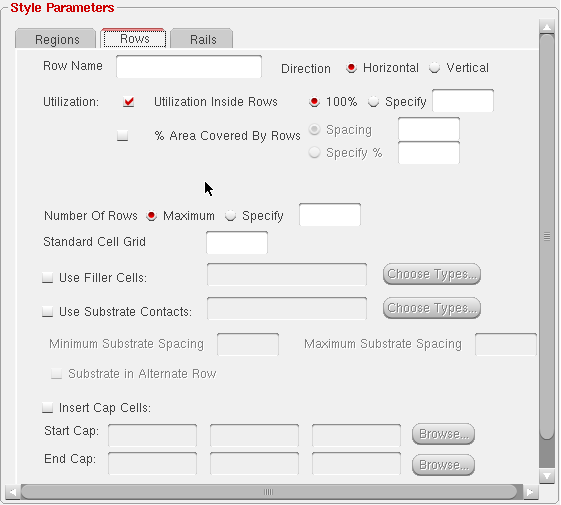 Style Parameters
Regions Rows Rails
Row Name Direction Horizontal Vertical
Utilization: Utilization Inside Rows 100% Specify
% Area Covered By Rows Spacing
Specify %
Number Of Rows Maximum Specify
Standard Cell Grid
Use Filler Cells: Choose Types...
Use Substrate Contacts: Choose Types...
Minimum Substrate Spacing Maximum Substrate Spacing
Substrate in Alternate Row
Insert Cap Cells:
Start Cap: Browse...
End Cap: Browse...